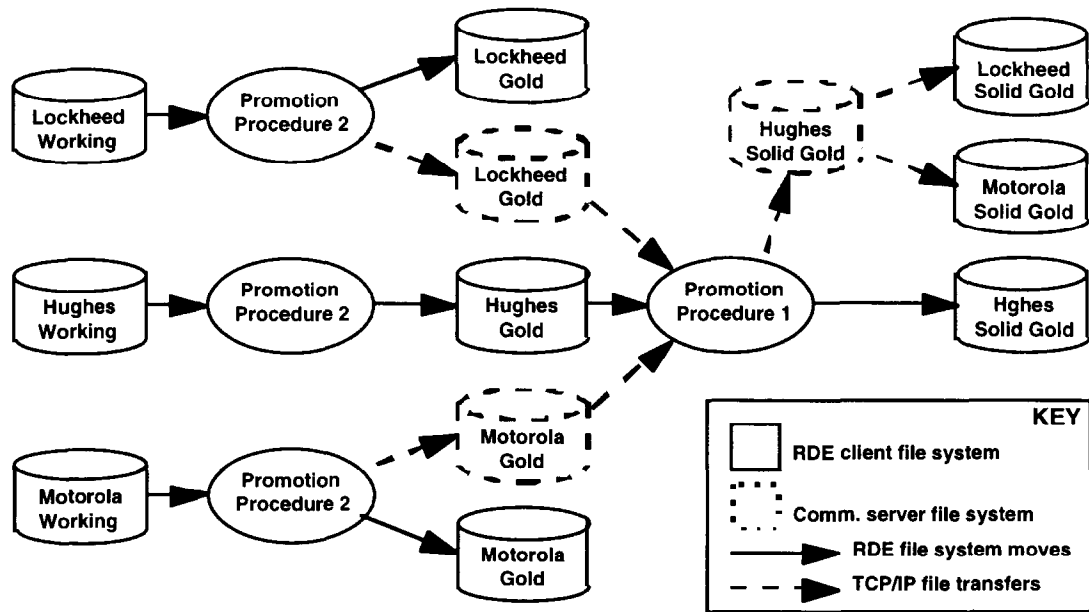 Lockheed
Working
Promotion
Procedure 2
Lockheed
Gold
Lockheed
Gold
Hughes
Solid Gold
Lockheed
Solid Gold
Motorola
Solid Gold
Hughes
Working
Promotion
Procedure 2
Hughes
Gold
Promotion
Procedure 1
Hghes
Solid Gold
Motorola
Working
Promotion
Procedure 2
Motorola
Gold
Motorola
Gold
KEY
RDE client file system
Comm. server file system
RDE file system moves
TCP/IP file transfers